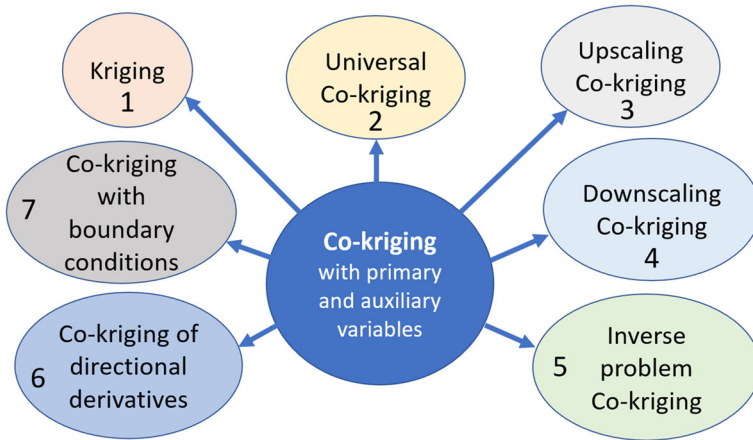 Kriging
1
Universal
Co-kriging
2
Upscaling
Co-kriging
3
Downscaling
Co-kriging
4
Inverse
5 problem
Co-kriging
Co-kriging of
6 directional
derivatives
Co-kriging
7 with
boundary
conditions
Co-kriging
with primary
and auxiliary
variables